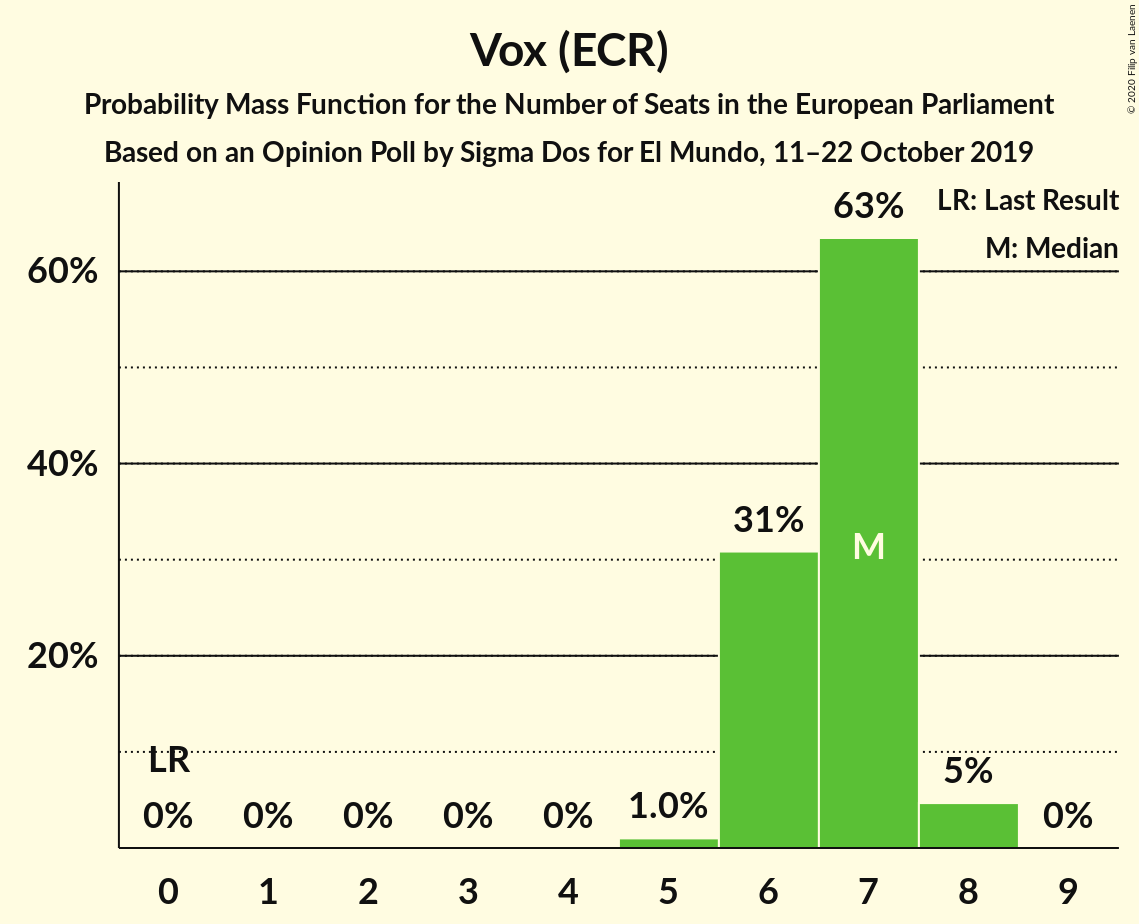 © 2020 Filip van Laenen
Vox (ECR)
Probability Mass Function for the Number of Seats in the European Parliament
Based on an Opinion Poll by Sigma Dos for El Mundo, 11–22 October 2019
LR: Last Result
M: Median
63%
60%
40%
31%
M
20%
LR
5%
0% 0% 0% 0% 0% 1.0% 0%
0 1 2 3 4 5 6 7 8 9